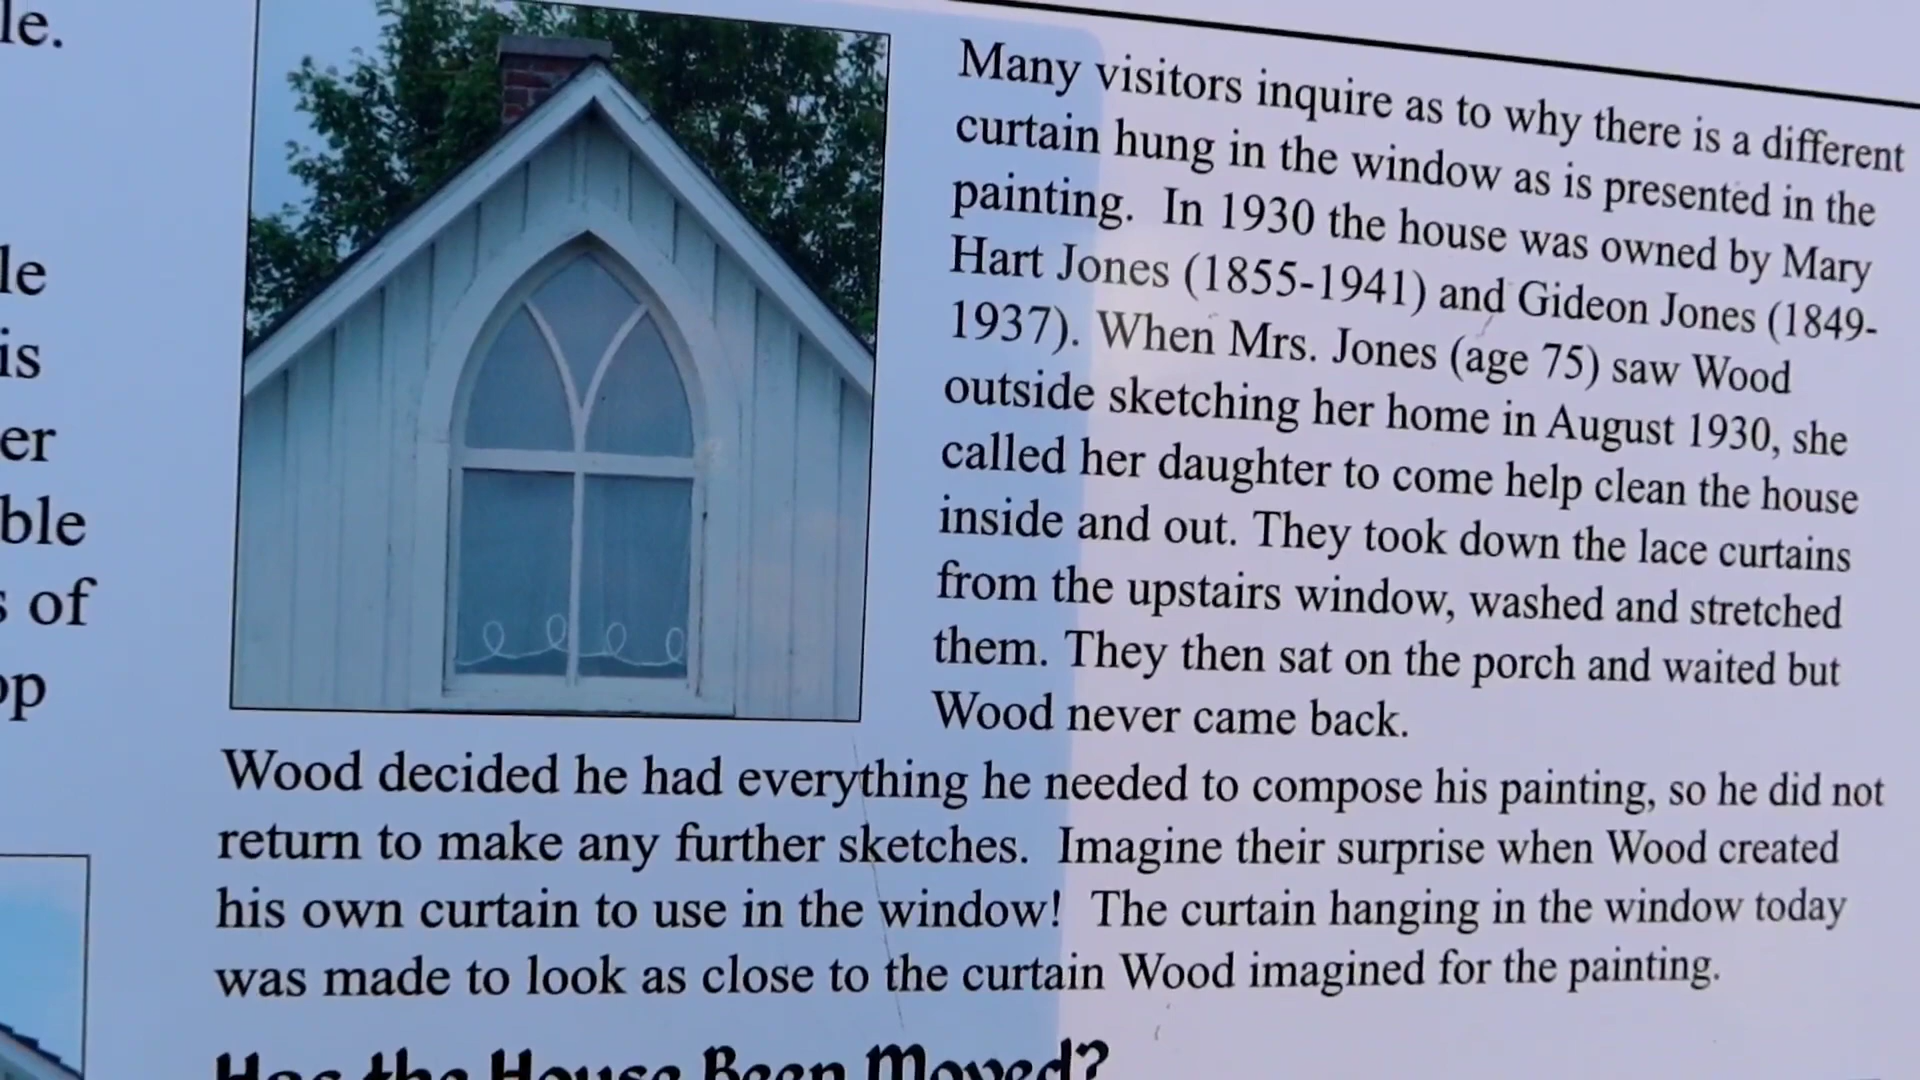 le.
le
is
er
ble
s of
op
Many visitors inquire as to why there is a different
curtain hung in the window as is presented in the
painting. In 1930 the house was owned by Mary
Hart Jones (1855-1941) and Gideon Jones (1849-
1937). When Mrs. Jones (age 75) saw Wood
outside sketching her home in August 1930, she
called her daughter to come help clean the house
inside and out. They took down the lace curtains
from the upstairs window, washed and stretched
them. They then sat on the porch and waited but
Wood never came back.
Wood decided he had everything he needed to compose his painting, so he did not
return to make any further sketches. Imagine their surprise when Wood created
his own curtain to use in the window! The curtain hanging in the window today
was made to look as close to the curtain Wood imagined for the painting.
Has the House Been Moved?